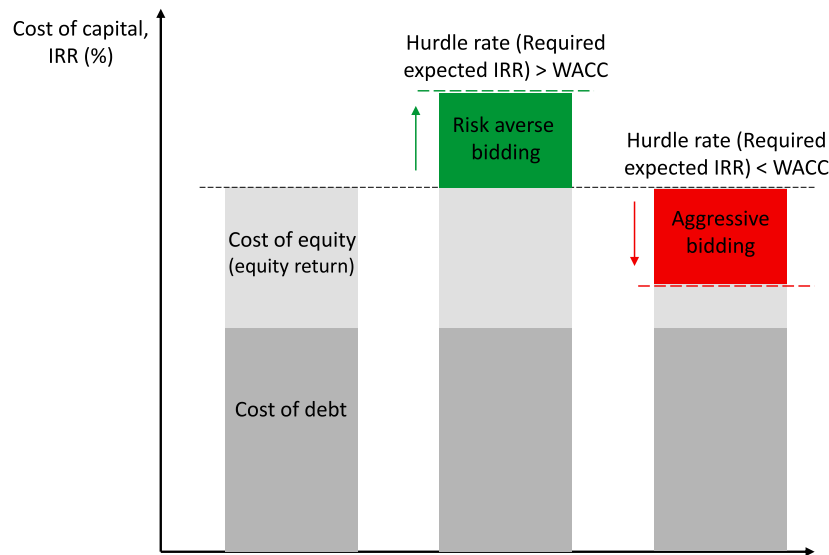 Cost of capital,
IRR (%)
Hurdle rate (Required
expected IRR) > WACC
Risk averse
bidding
Hurdle rate (Required
expected IRR) < WACC
Aggressive
bidding
Cost of equity
(equity return)
Cost of debt